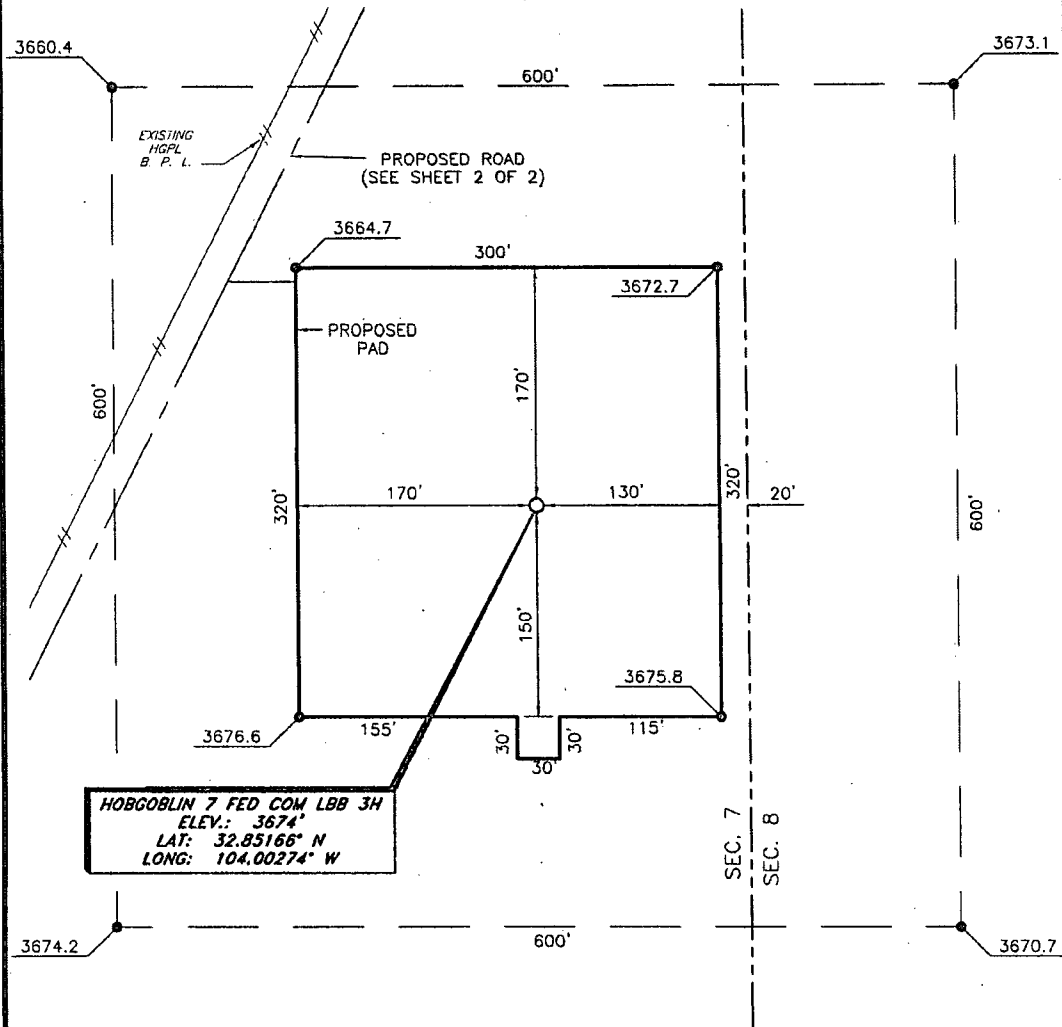 3660.4
3673.1
600'
EXISTING
HGPL
B. P. L.
PROPOSED ROAD
(SEE SHEET 2 OF 2)
3664.7
300'
3672.7
PROPOSED
PAD
170'
600'
320'
170'
130'
320'
20'
600'
150'
3675.8
3676.6
155'
30'
30'
30'
115'
HOBGOBLIN 7 FED COM LBB 3H
ELEV.: 3674'
LAT: 32.85166° N
LONG: 104.00274° W
SEC. 7
SEC. 8
3674.2
600'
3670.7